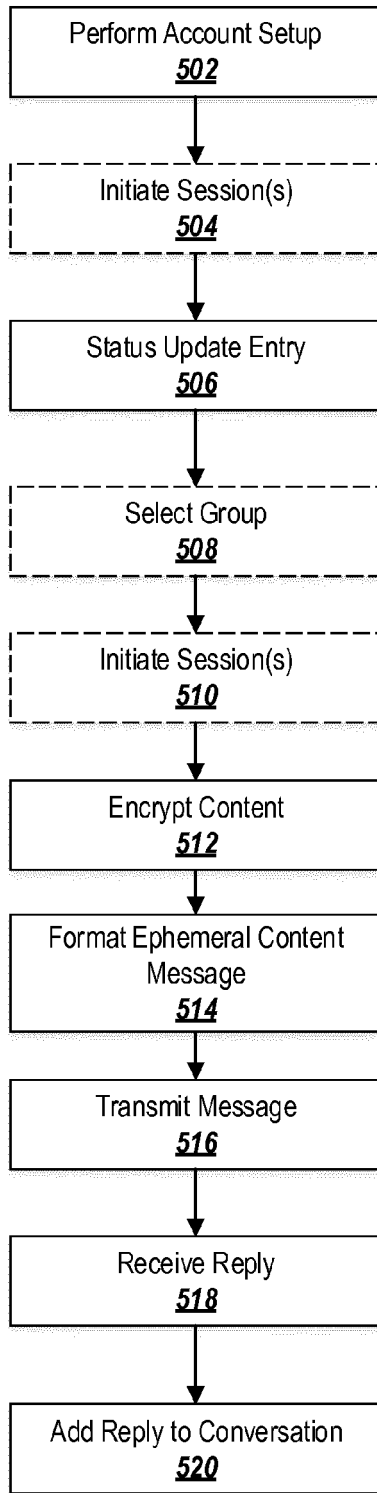 Perform Account Setup
502
Initiate Session(s)
504
Status Update Entry
506
Select Group
508
Initiate Session(s)
510
Encrypt Content
512
Format Ephemeral Content
Message
514
Transmit Message
516
Receive Reply
518
Add Reply to Conversation
520